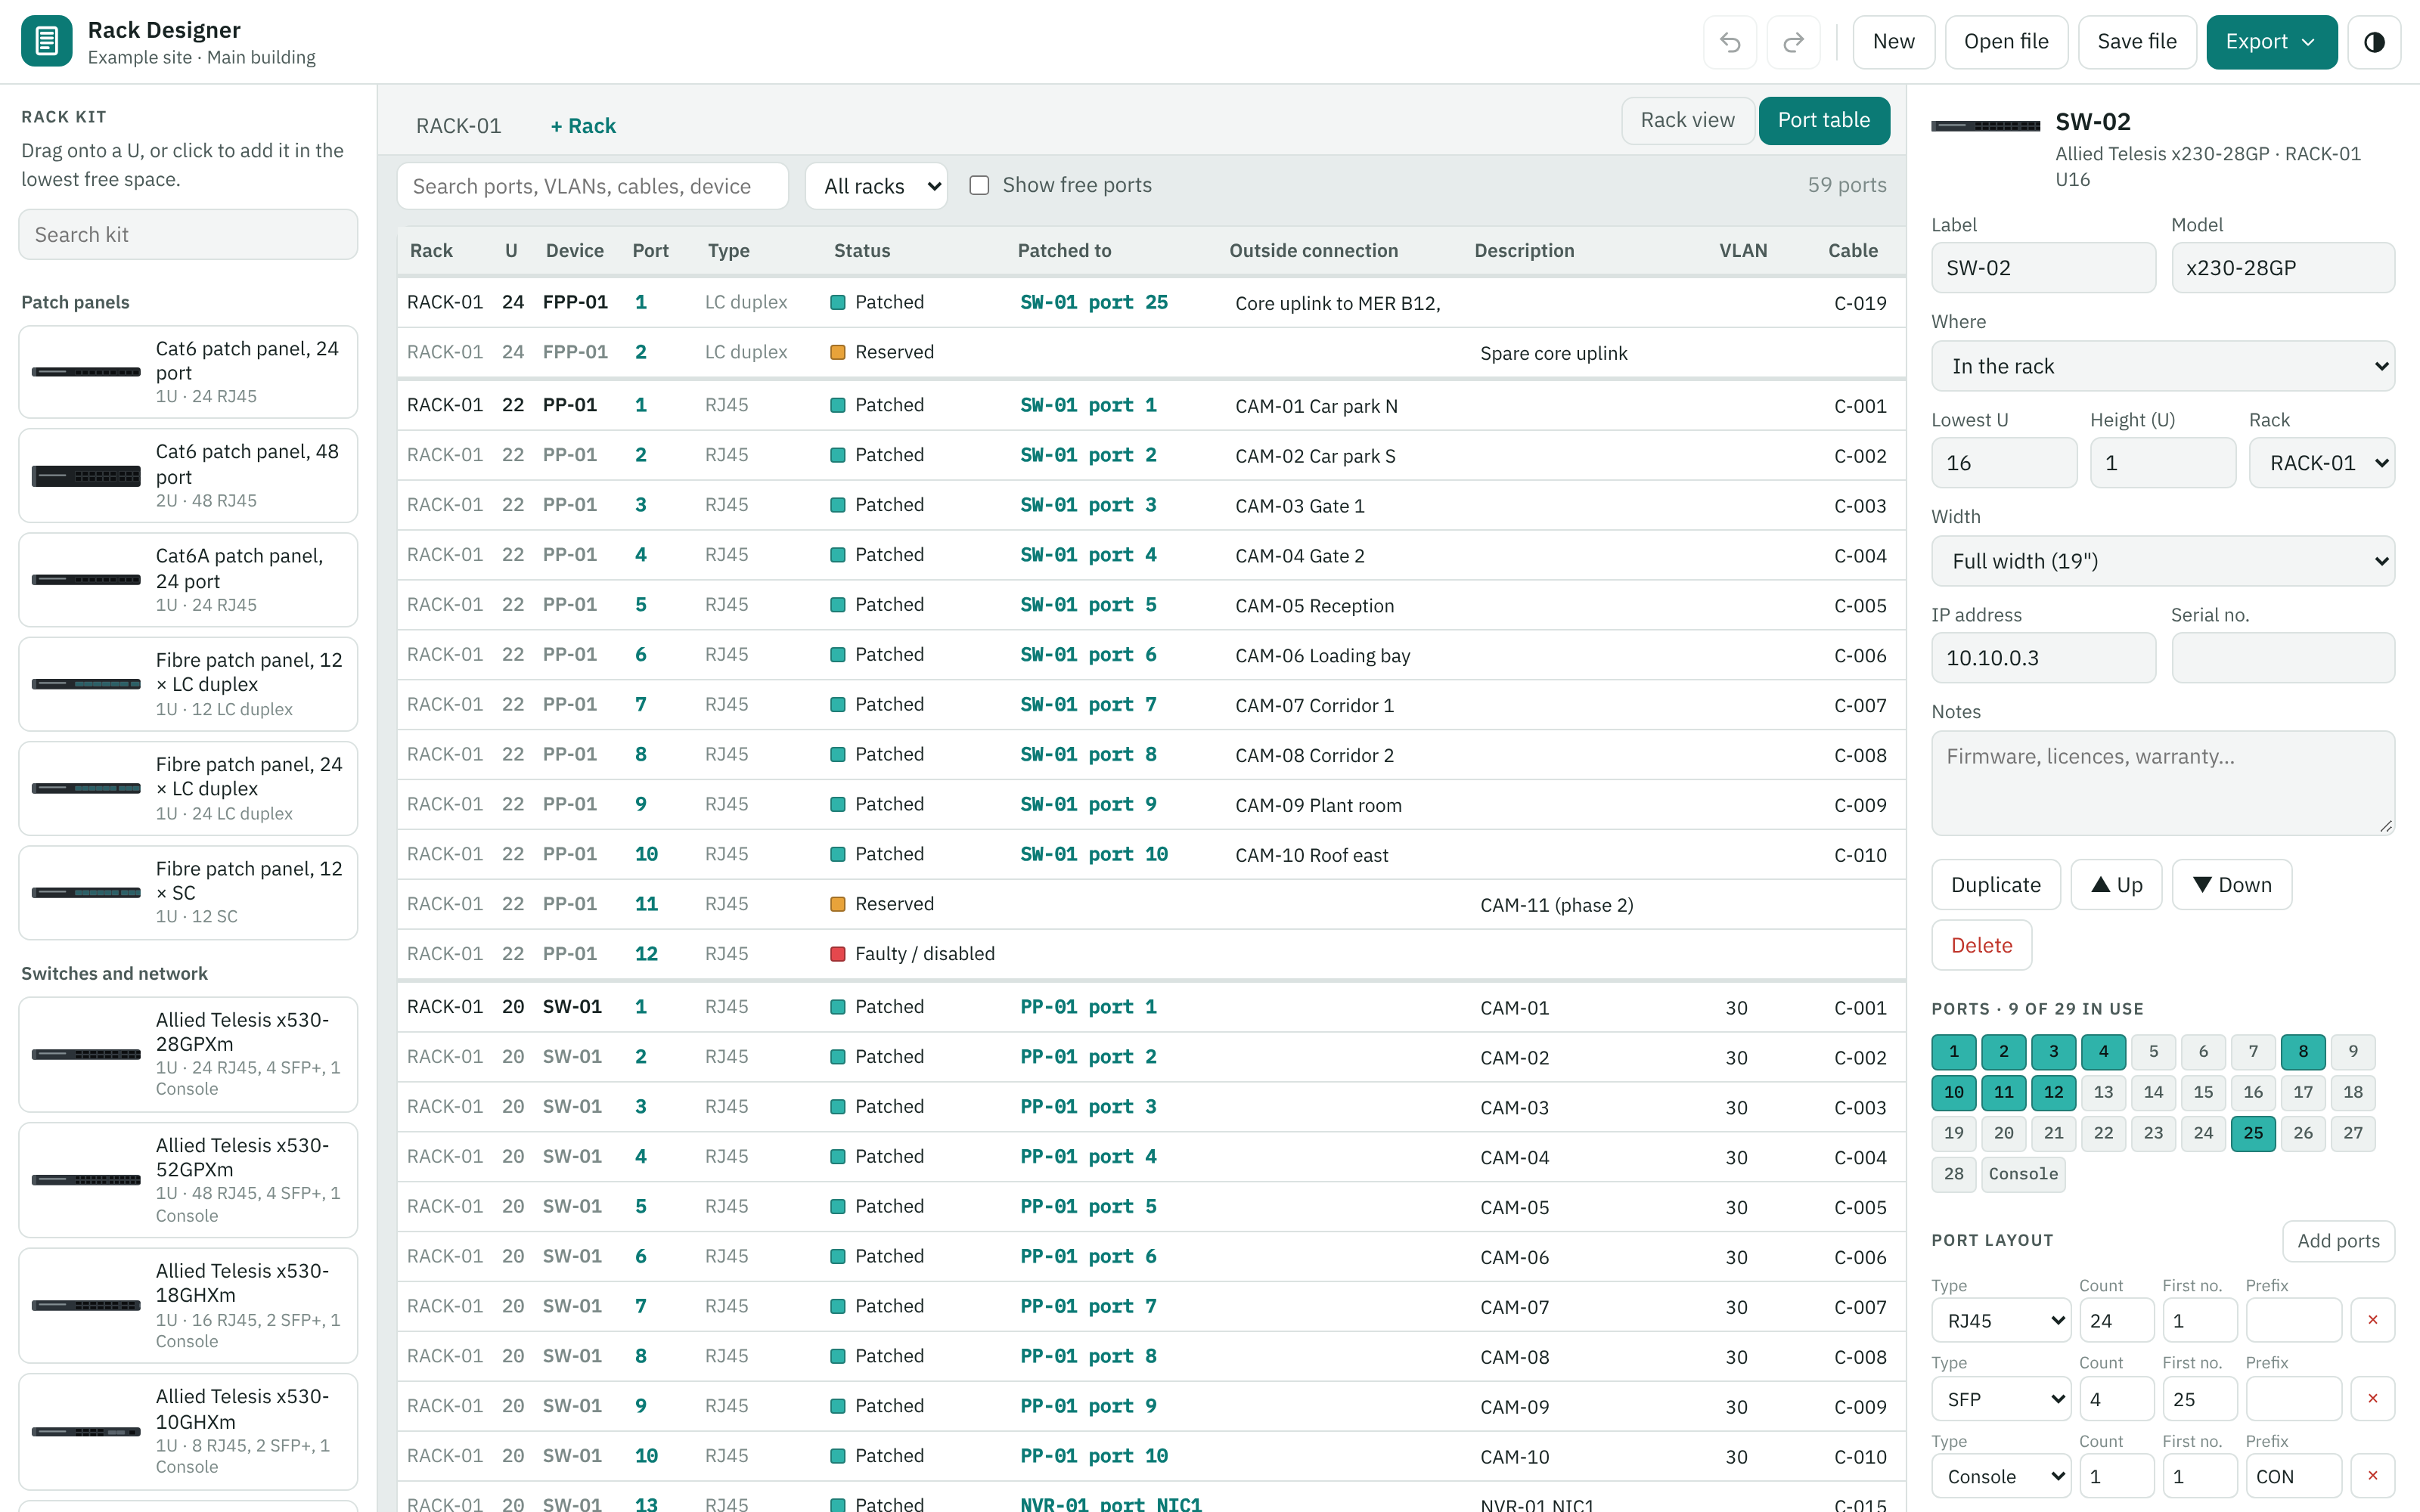 Rack Designer
Example site · Main building
New
Open file
Save file
Export
RACK KIT
Drag onto a U, or click to add it in the
lowest free space.
Search kit
Patch panels
Cat6 patch panel, 24
port
1U · 24 RJ45
Cat6 patch panel, 48
port
2U · 48 RJ45
Cat6A patch panel,
24 port
1U · 24 RJ45
Fibre patch panel, 12
× LC duplex
1U · 12 LC duplex
Fibre patch panel, 24
× LC duplex
1U · 24 LC duplex
Fibre patch panel, 12
× SC
1U · 12 SC
Switches and network
Allied Telesis x530-
28GPXm
1U · 24 RJ45, 4 SFP+, 1
Console
Allied Telesis x530-
52GPXm
1U · 48 RJ45, 4 SFP+, 1
Console
Allied Telesis x530-
18GHXm
1U · 16 RJ45, 2 SFP+, 1
Console
Allied Telesis x530-
10GHXm
1U · 8 RJ45, 2 SFP+, 1
Console
RACK-01 + Rack
Rack view Port table
Search ports, VLANs, cables, device
All racks
Show free ports
59 ports
Rack U Device Port Type Status Patched to Outside connection Description VLAN Cable
RACK-01 24 FPP-01 1 LC duplex Patched SW-01 port 25 Core uplink to MER B12, C-019
RACK-01 24 FPP-01 2 LC duplex Reserved Spare core uplink
RACK-01 22 PP-01 1 RJ45 Patched SW-01 port 1 CAM-01 Car park N C-001
RACK-01 22 PP-01 2 RJ45 Patched SW-01 port 2 CAM-02 Car park S C-002
RACK-01 22 PP-01 3 RJ45 Patched SW-01 port 3 CAM-03 Gate 1 C-003
RACK-01 22 PP-01 4 RJ45 Patched SW-01 port 4 CAM-04 Gate 2 C-004
RACK-01 22 PP-01 5 RJ45 Patched SW-01 port 5 CAM-05 Reception C-005
RACK-01 22 PP-01 6 RJ45 Patched SW-01 port 6 CAM-06 Loading bay C-006
RACK-01 22 PP-01 7 RJ45 Patched SW-01 port 7 CAM-07 Corridor 1 C-007
RACK-01 22 PP-01 8 RJ45 Patched SW-01 port 8 CAM-08 Corridor 2 C-008
RACK-01 22 PP-01 9 RJ45 Patched SW-01 port 9 CAM-09 Plant room C-009
RACK-01 22 PP-01 10 RJ45 Patched SW-01 port 10 CAM-10 Roof east C-010
RACK-01 22 PP-01 11 RJ45 Reserved CAM-11 (phase 2)
RACK-01 22 PP-01 12 RJ45 Faulty / disabled
RACK-01 20 SW-01 1 RJ45 Patched PP-01 port 1 CAM-01 30 C-001
RACK-01 20 SW-01 2 RJ45 Patched PP-01 port 2 CAM-02 30 C-002
RACK-01 20 SW-01 3 RJ45 Patched PP-01 port 3 CAM-03 30 C-003
RACK-01 20 SW-01 4 RJ45 Patched PP-01 port 4 CAM-04 30 C-004
RACK-01 20 SW-01 5 RJ45 Patched PP-01 port 5 CAM-05 30 C-005
RACK-01 20 SW-01 6 RJ45 Patched PP-01 port 6 CAM-06 30 C-006
RACK-01 20 SW-01 7 RJ45 Patched PP-01 port 7 CAM-07 30 C-007
RACK-01 20 SW-01 8 RJ45 Patched PP-01 port 8 CAM-08 30 C-008
RACK-01 20 SW-01 9 RJ45 Patched PP-01 port 9 CAM-09 30 C-009
RACK-01 20 SW-01 10 RJ45 Patched PP-01 port 10 CAM-10 30 C-010
RACK-01 20 SW-01 13 RJ45 Patched NVR-01 port NIC1 NVR-01 NIC1 C-015
SW-02
Allied Telesis x230-28GP · RACK-01
U16
Label Model
SW-02 x230-28GP
Where
In the rack
Lowest U Height (U) Rack
16 1 RACK-01
Width
Full width (19")
IP address Serial no.
10.10.0.3
Notes
Firmware, licences, warranty...
Duplicate ▲ Up ▼ Down
Delete
PORTS · 9 OF 29 IN USE
1 2 3 4 5 6 7 8 9
10 11 12 13 14 15 16 17 18
19 20 21 22 23 24 25 26 27
28 Console
PORT LAYOUT Add ports
Type Count First no. Prefix
RJ45 24 1 ×
Type Count First no. Prefix
SFP 4 25 ×
Type Count First no. Prefix
Console 1 1 CON ×